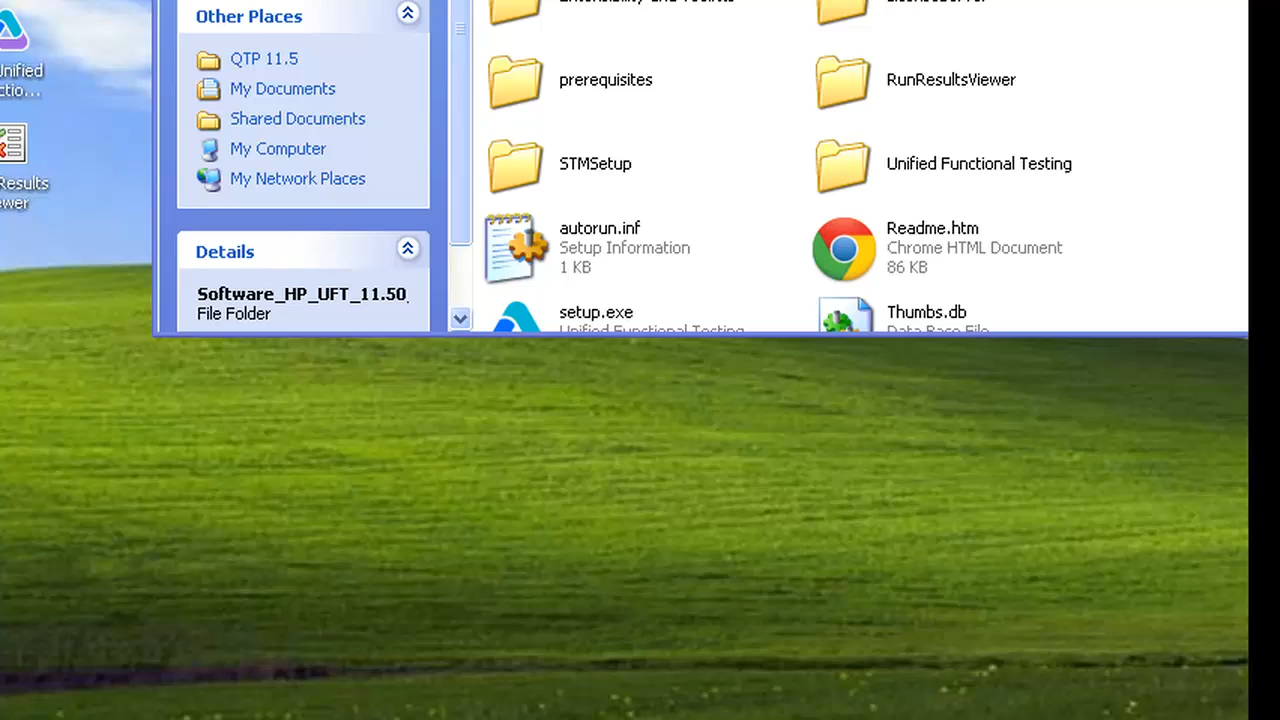 Other Places
QTP 11.5
My Documents
Shared Documents
My Computer
My Network Places
Details
Software_HP_UFT_11.50
File Folder
prerequisites
RunResultsViewer
STMSetup
Unified Functional Testing
autorun.inf
Setup Information
1 KB
Readme.htm
Chrome HTML Document
86 KB
setup.exe
Unified Functional Testing
Thumbs.db
Data Base File
Unified
Results